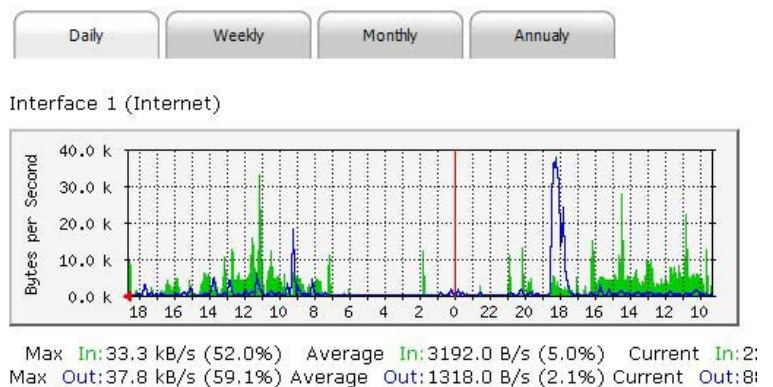 Daily Weekly Monthly Annualy
Interface 1 (Internet)
Bytes per Second
40.0 k
30.0 k
20.0 k
10.0 k
0.0 k
18 16 14 12 10 8 6 4 2 0 22 20 18 16 14 12 10
Max In: 33.3 kB/s (52.0%) Average In: 3192.0 B/s (5.0%) Current In:
Max Out: 37.8 kB/s (59.1%) Average Out: 1318.0 B/s (2.1%) Current Out: